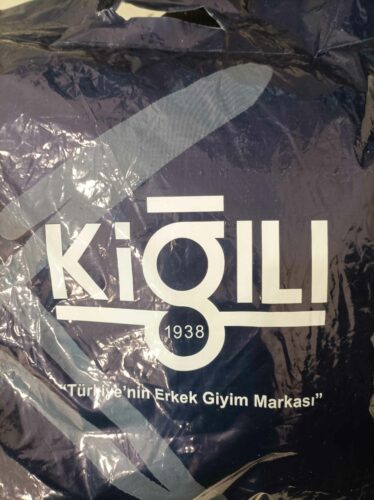 KiğILI
1938
“Türkiye’nin Erkek Giyim Markası”